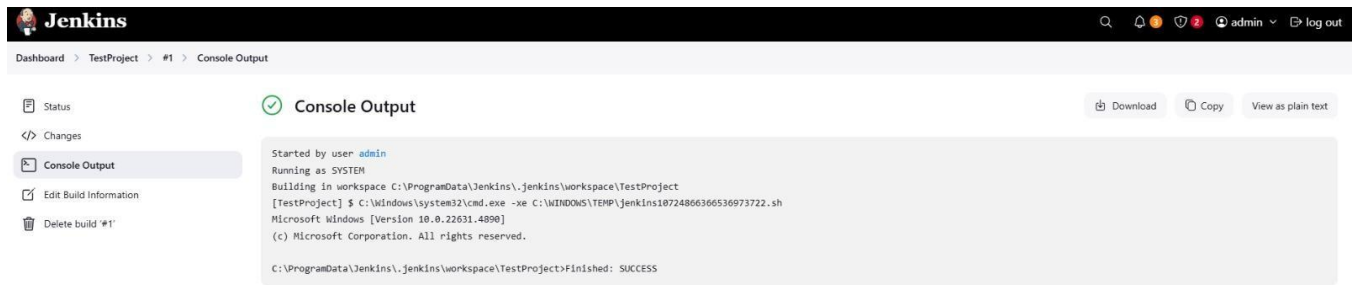 Jenkins
3
2
admin
log out
Dashboard > TestProject > #1 > Console Output
Status
Changes
Console Output
Edit Build Information
Delete build '#1'
Console Output
Download
Copy
View as plain text
Started by user admin
Running as SYSTEM
Building in workspace C:\ProgramData\Jenkins\.jenkins\workspace\TestProject
[TestProject] $ C:\Windows\system32\cmd.exe -xe C:\WINDOWS\TEMP\jenkins10724866366536973722.sh
Microsoft Windows [Version 10.0.22631.4890]
(c) Microsoft Corporation. All rights reserved.
C:\ProgramData\Jenkins\.jenkins\workspace\TestProject>Finished: SUCCESS